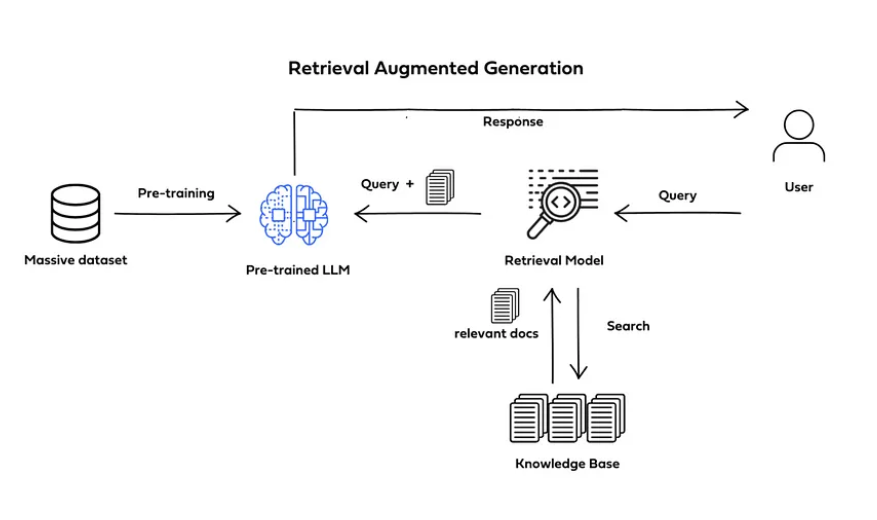 Retrieval Augmented Generation
Response
Query +
Pre-training
Query
User
Massive dataset
Pre-trained LLM
Retrieval Model
relevant docs
Search
Knowledge Base